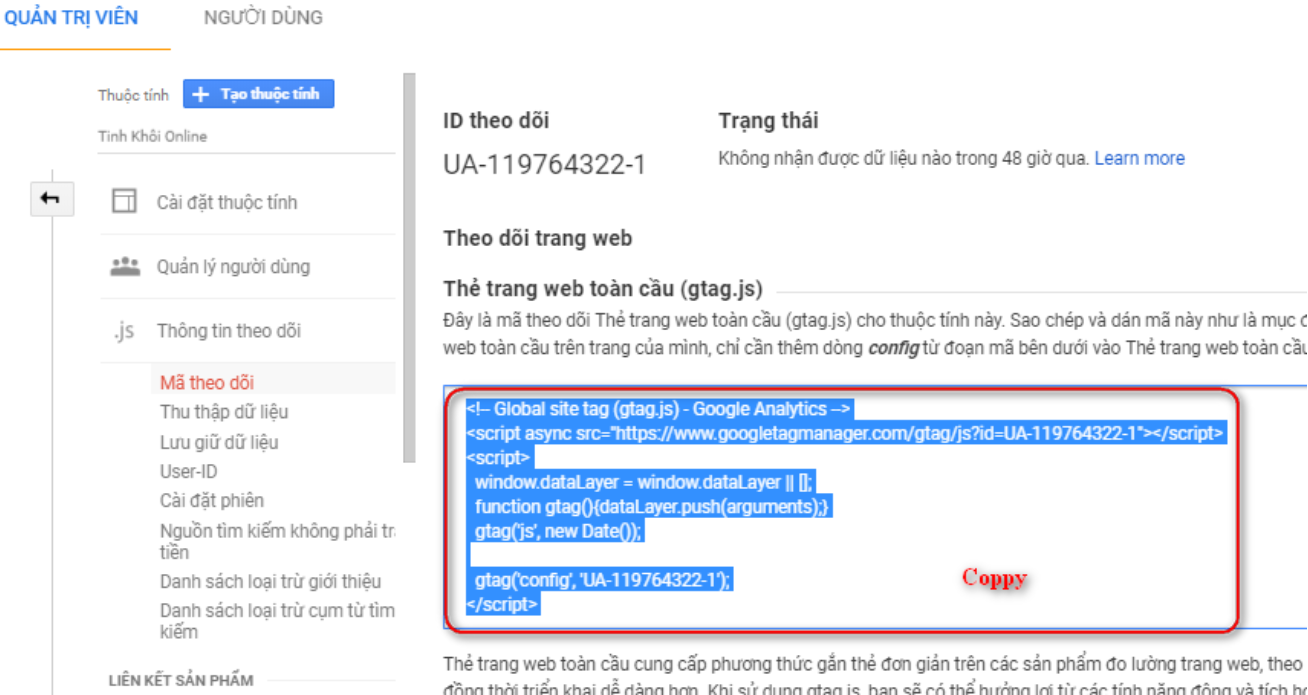 QUẢN TRỊ VIÊN NGƯỜI DÙNG
Thuộc tính + Tạo thuộc tính
Tinh Khôi Online
Cài đặt thuộc tính
Quản lý người dùng
.js Thông tin theo dõi
Mã theo dõi
Thu thập dữ liệu
Lưu giữ dữ liệu
User-ID
Cài đặt phiên
Nguồn tìm kiếm không phải
tiền
Danh sách loại trừ giới thiệu
Danh sách loại trừ cụm từ tìm
kiếm
LIÊN KẾT SẢN PHẨM
ID theo dõi Trạng thái
UA-119764322-1 Không nhận được dữ liệu nào trong 48 giờ qua. Learn more
Theo dõi trang web
Thẻ trang web toàn cầu (gtag.js)
Đây là mã theo dõi Thẻ trang web toàn cầu (gtag.js) cho thuộc tính này. Sao chép và dán mã này như là mục
web toàn cầu trên trang của mình, chỉ cần thêm dòng config từ đoạn mã bên dưới vào Thẻ trang web toàn cầu
<!-- Global site tag (gtag.js) - Google Analytics -->
<script async src="https://www.googletagmanager.com/gtag/js?id=UA-119764322-1"></script>
<script>
window.dataLayer = window.dataLayer || [];
function gtag(){dataLayer.push(arguments);}
gtag('js', new Date());
gtag('config', 'UA-119764322-1');
</script>
Coppy
Thẻ trang web toàn cầu cung cấp phương thức gắn thẻ đơn giản trên các sản phẩm đo lường trang web, theo
đồng thời triển khai dễ dàng hơn. Khi sử dụng gtag.js, bạn sẽ có thể hưởng lợi từ các tính năng động và tích